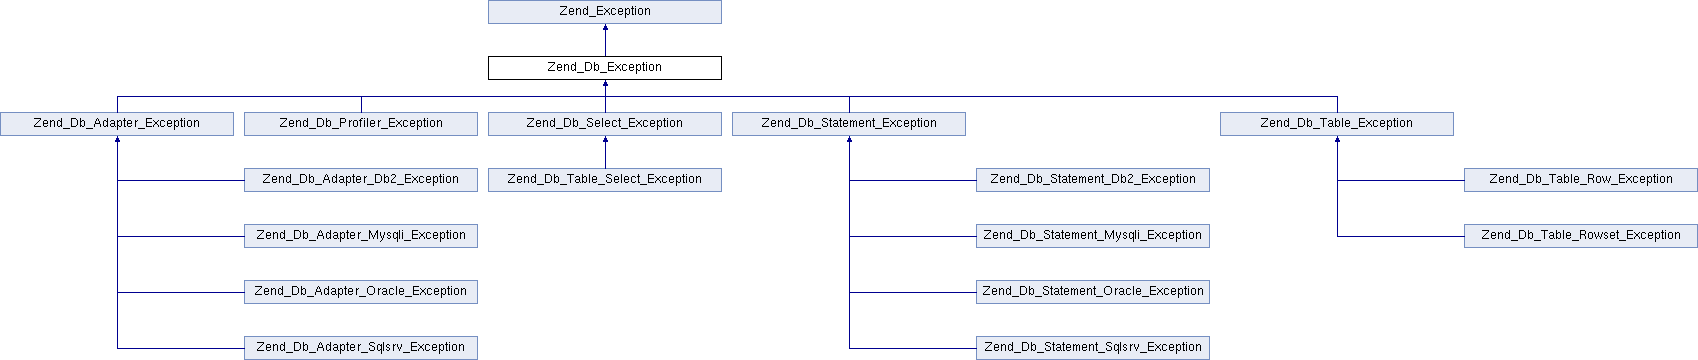 Zend_Exception
Zend_Db_Exception
Zend_Db_Adapter_Exception
Zend_Db_Profiler_Exception
Zend_Db_Select_Exception
Zend_Db_Statement_Exception
Zend_Db_Table_Exception
Zend_Db_Adapter_Db2_Exception
Zend_Db_Table_Select_Exception
Zend_Db_Statement_Db2_Exception
Zend_Db_Table_Row_Exception
Zend_Db_Adapter_Mysqli_Exception
Zend_Db_Statement_Mysqli_Exception
Zend_Db_Table_Rowset_Exception
Zend_Db_Adapter_Oracle_Exception
Zend_Db_Statement_Oracle_Exception
Zend_Db_Adapter_Sqlsrv_Exception
Zend_Db_Statement_Sqlsrv_Exception